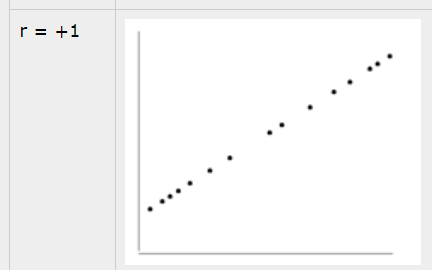 r = +1